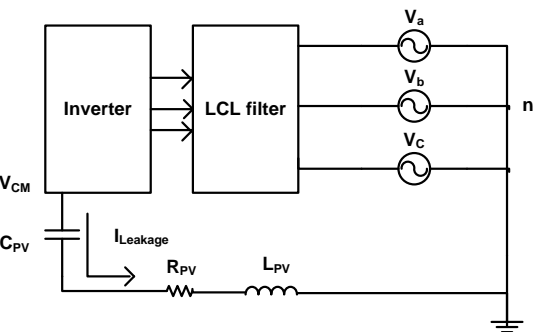 Va
Vb
n
Inverter
LCL filter
VC
VCM
CPV
ILeakage
RPV
LPV